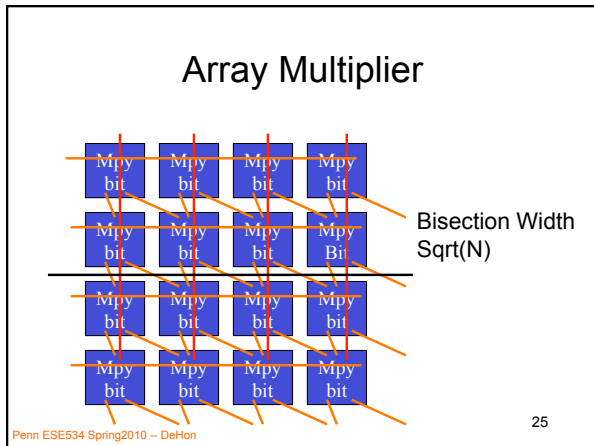 Array Multiplier
Mpy bit
Mpy bit
Mpy bit
Mpy bit
Mpy bit
Mpy bit
Mpy bit
Mpy Bit
Bisection Width
Sqrt(N)
Mpy bit
Mpy bit
Mpy bit
Mpy bit
Mpy bit
Mpy bit
Mpy bit
Mpy bit
Penn ESE534 Spring2010 -- DeHon
25